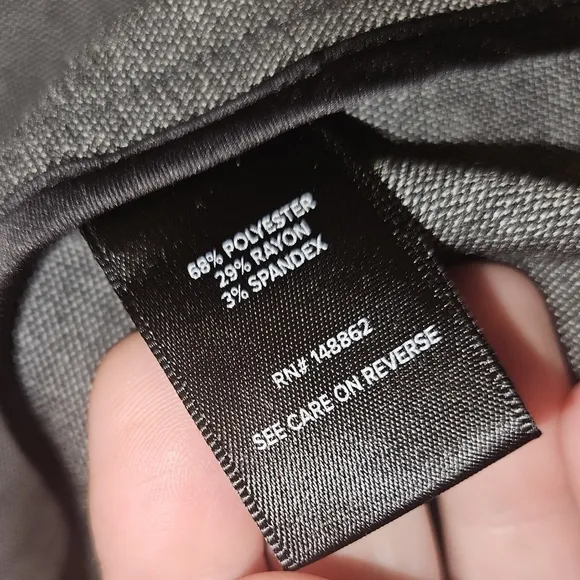 68% POLYESTER
29% RAYON
3% SPANDEX
RN# 148862
SEE CARE ON REVERSE